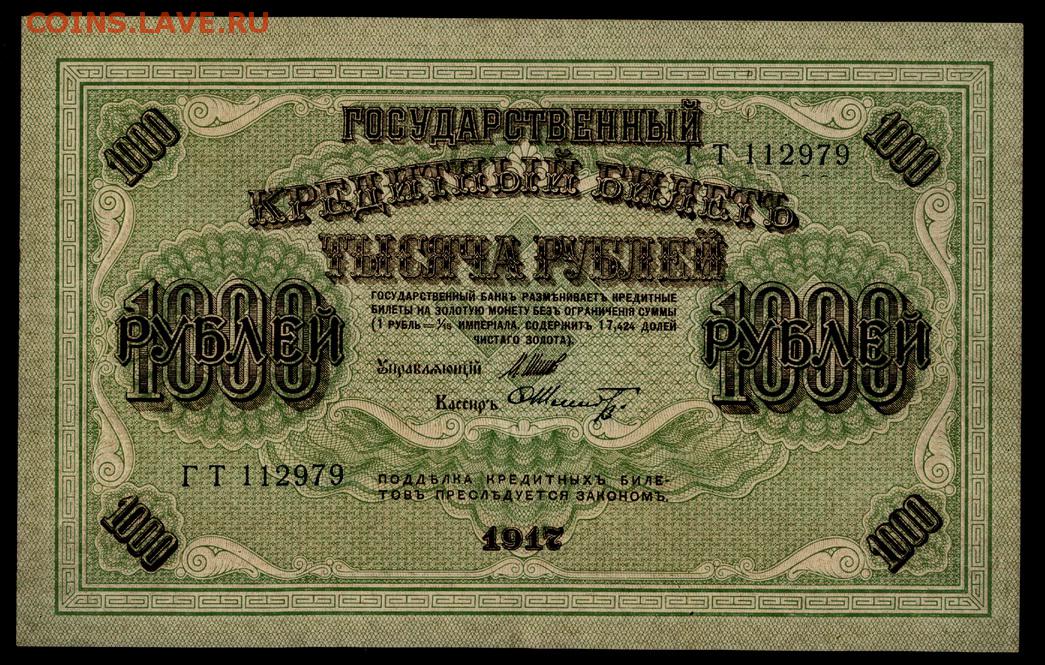 COINS.LAVE.RU
1000
1000
ГОСУДАРСТВЕННЫЙ
ГТ 112979
КРЕДИТНЫЙ БИЛЕТЪ
ТЫСЯЧА РУБЛЕЙ
1000
РУБЛЕЙ
1000
РУБЛЕЙ
ГОСУДАРСТВЕННЫЙ БАНКЪ РАЗМѢНИВАЕТЪ КРЕДИТНЫЕ
БИЛЕТЫ НА ЗОЛОТУЮ МОНЕТУ БЕЗЪ ОГРАНИЧЕНІЯ СУММЫ
(1 РУБЛЬ = 1/15 ИМПЕРІАЛА, СОДЕРЖИТЪ 17,424 ДОЛЕЙ
ЧИСТАГО ЗОЛОТА).
Управляющій
Кассиръ
ГТ 112979
ПОДДѢЛКА КРЕДИТНЫХЪ БИЛЕ-
ТОВЪ ПРЕСЛѢДУЕТСЯ ЗАКОНОМЪ.
1917
1000
1000